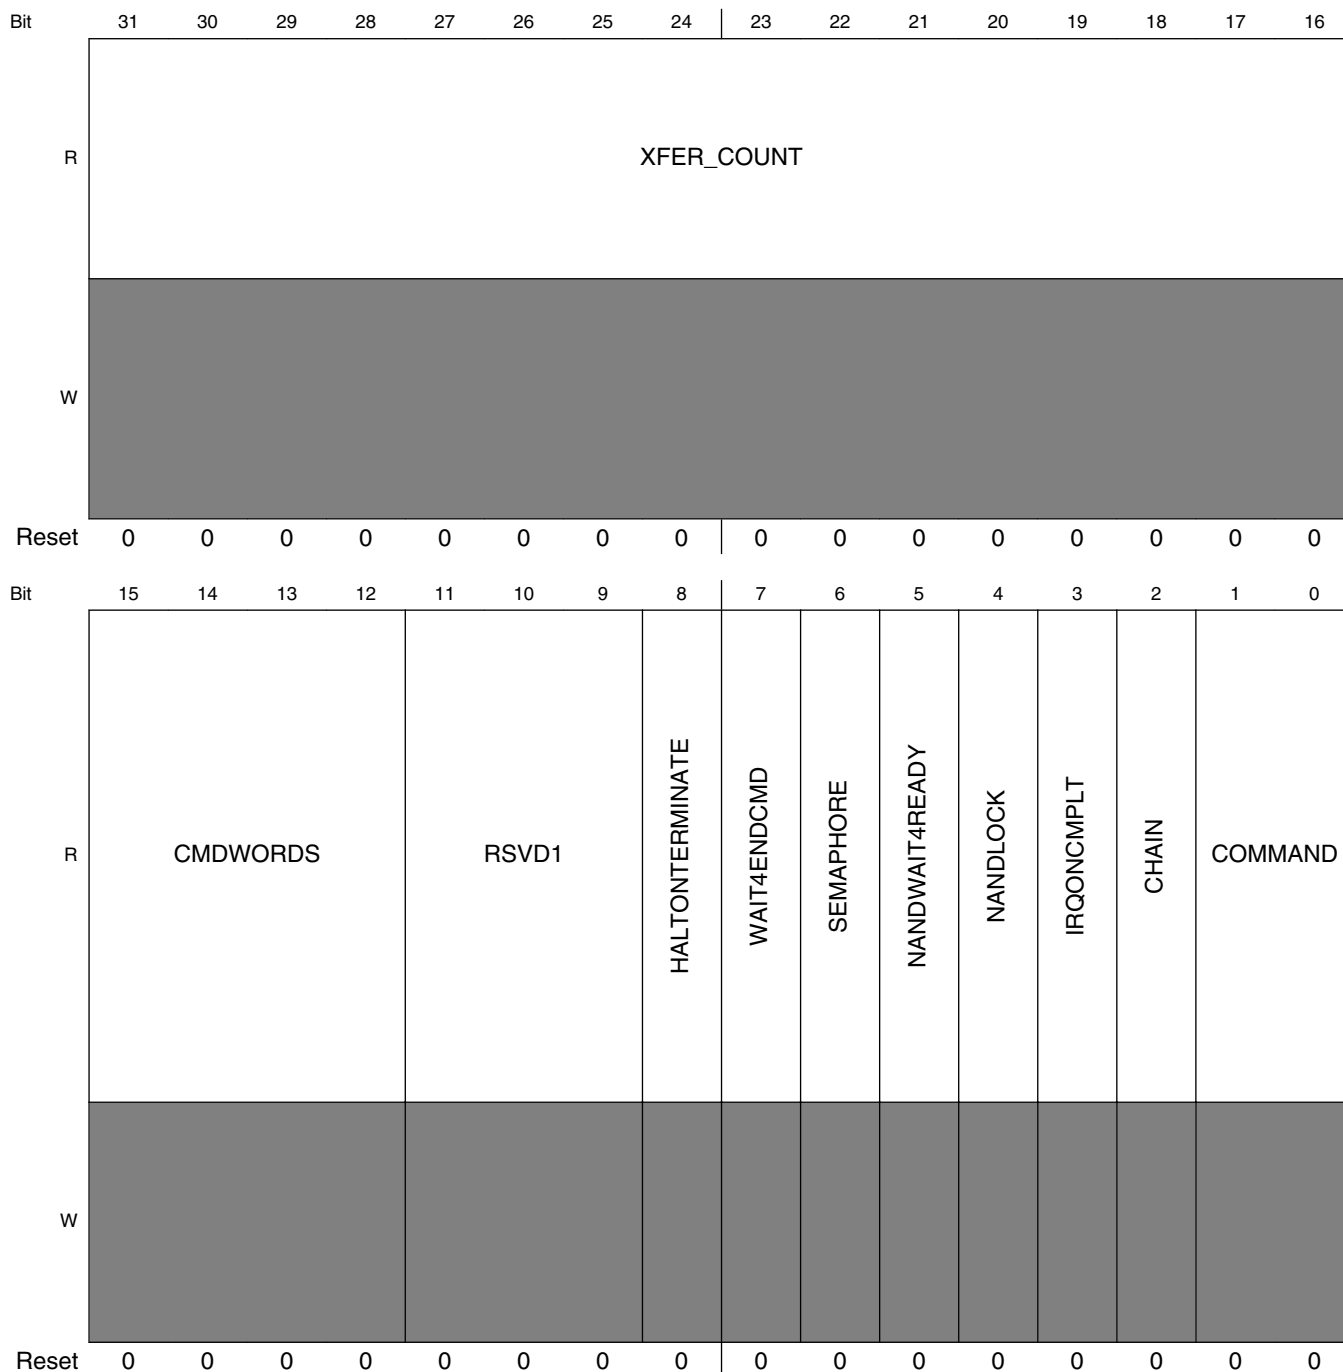 Bit 31 30 29 28 27 26 25 24 23 22 21 20 19 18 17 16
R XFER_COUNT
W
Reset 0 0 0 0 0 0 0 0 0 0 0 0 0 0 0 0
Bit 15 14 13 12 11 10 9 8 7 6 5 4 3 2 1 0
R CMDWORDS RSVD1 HALTONTERMINATE WAIT4ENDCMD SEMAPHORE NANDWAIT4READY NANDLOCK IRQONCMPLT CHAIN COMMAND
W
Reset 0 0 0 0 0 0 0 0 0 0 0 0 0 0 0 0